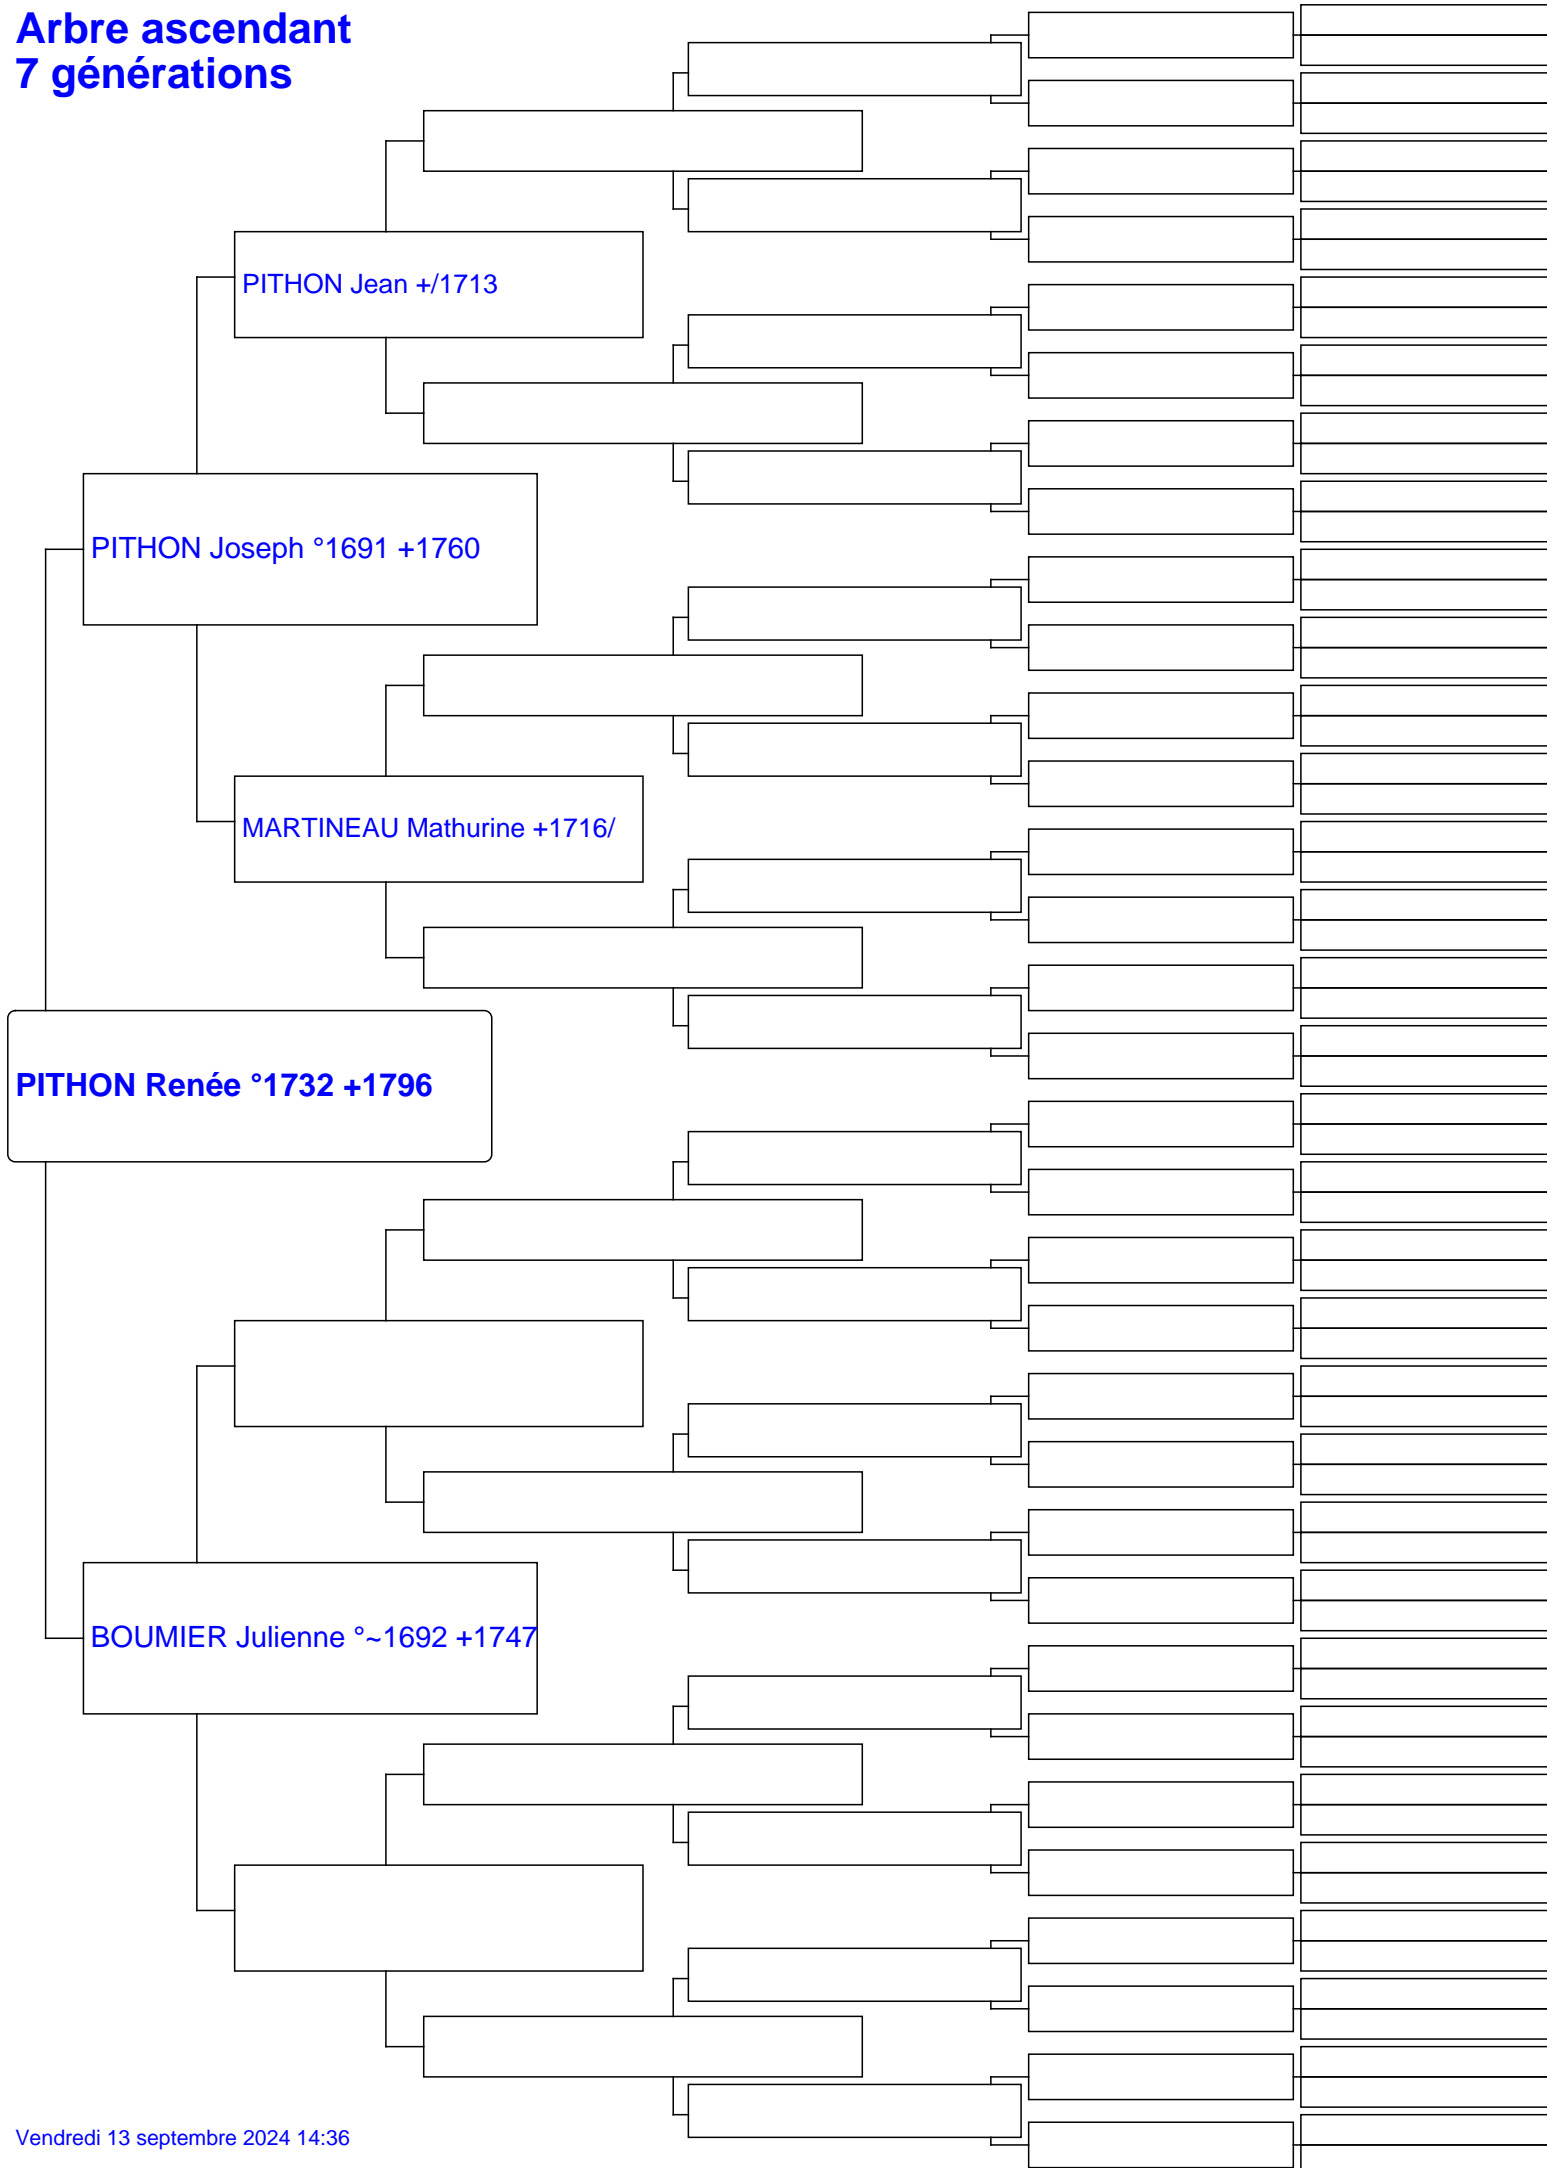 Arbre ascendant
7 générations
PITHON Jean +/1713
PITHON Joseph °1691 +1760
MARTINEAU Mathurine +1716/
PITHON Renée °1732 +1796
BOUMIER Julienne °~1692 +1747
Vendredi 13 septembre 2024 14:36